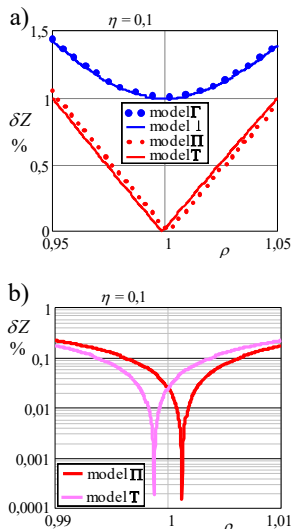 a)
η = 0,1
1,5
1
0,5
0
δZ
%
model Γ
model ⊥
model Π
model T
0,95
1
ρ
1,05
b)
η = 0,1
δZ
%
1
0,1
0,01
0,001
0,0001
model Π
model T
0,99
1
1,01